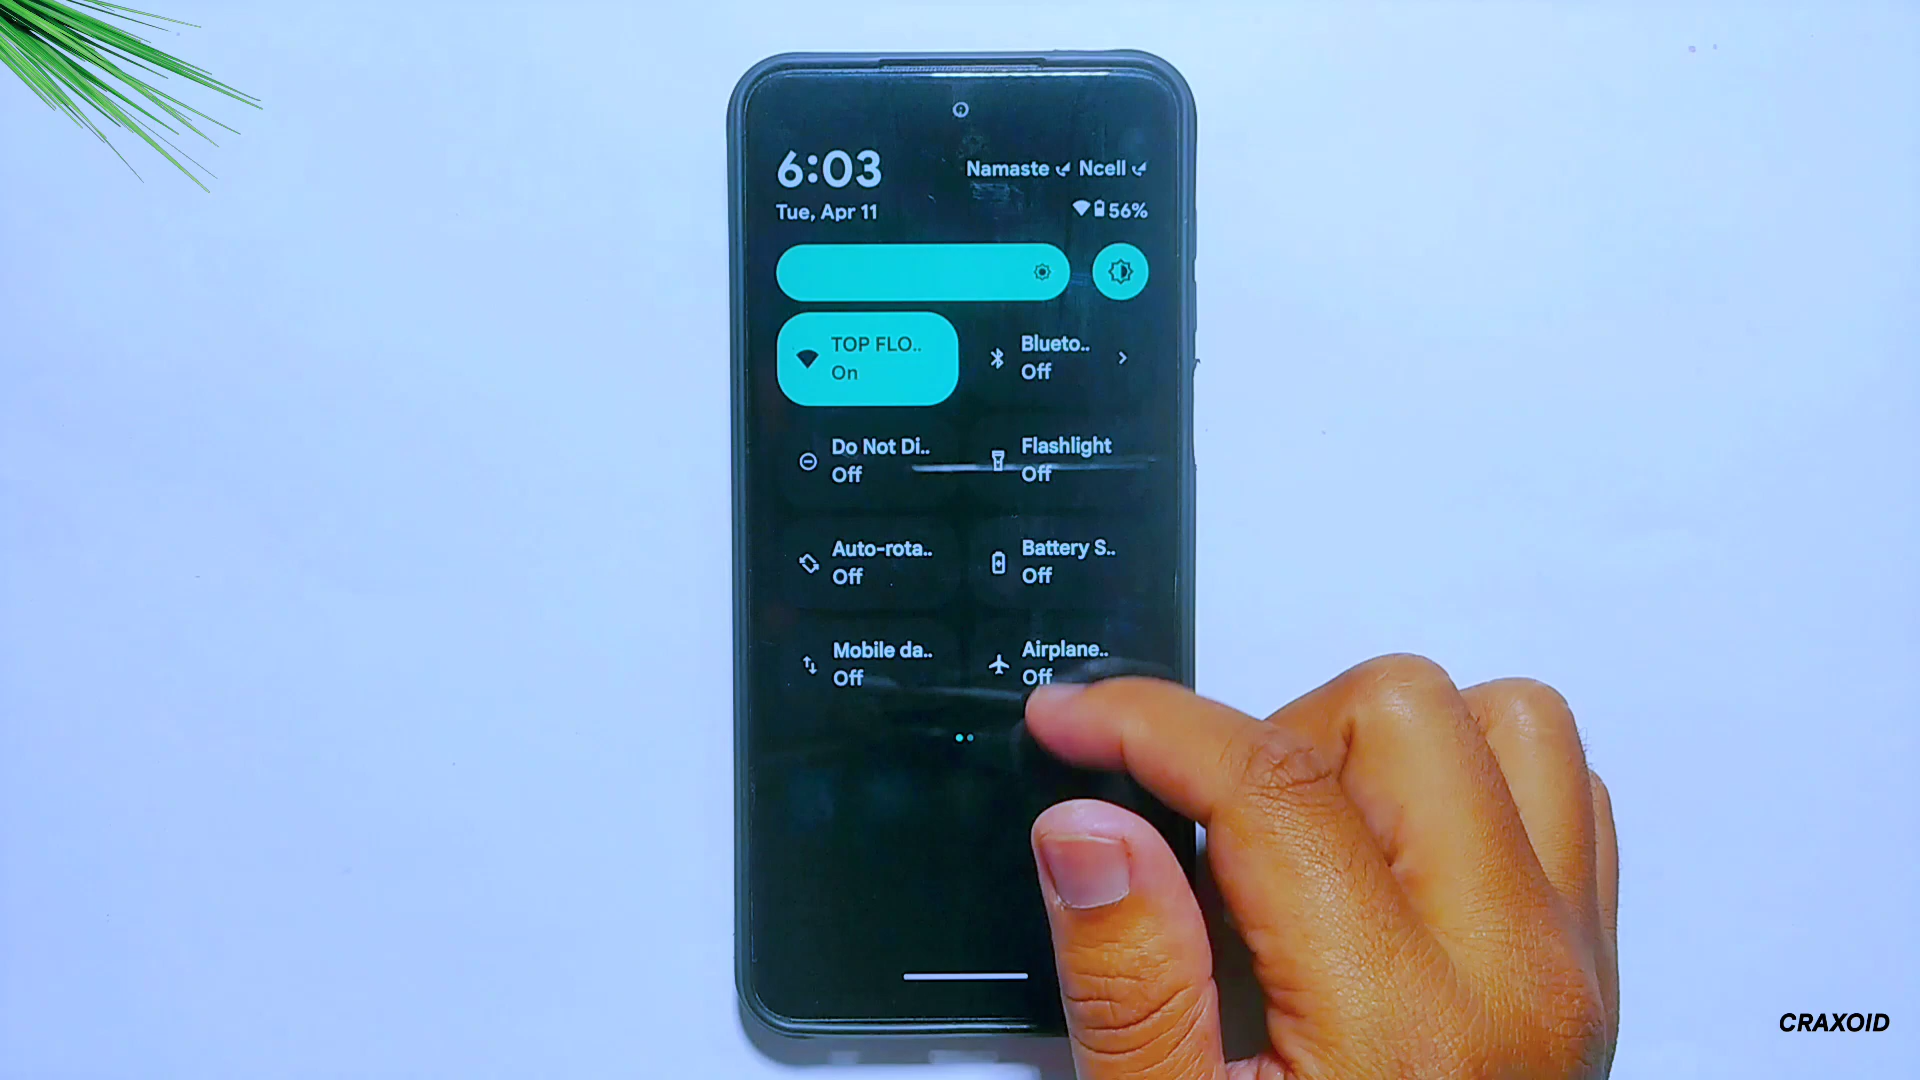 6:03
Namaste Ncell
Tue, Apr 11
56%
TOP FLO..
On
Blueto..
Off
Do Not Di..
Off
Flashlight
Off
Auto-rota..
Off
Battery S..
Off
Mobile da..
Off
Airplane..
Off
CRAXOID